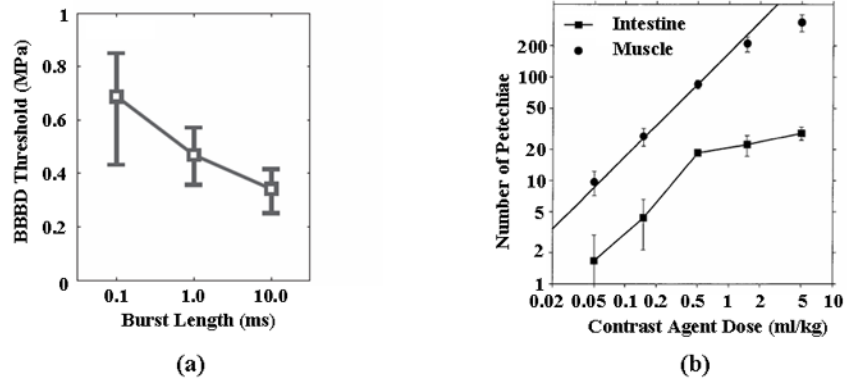 1
0.8
0.6
0.4
0.2
0
BBBD Threshold (MPa)
0.1 1.0 10.0
Burst Length (ms)
(a)
Intestine
Muscle
200
100
50
20
10
5
2
1
Number of Petechiae
0.02 0.05 0.1 0.2 0.5 1 2 5 10
Contrast Agent Dose (ml/kg)
(b)